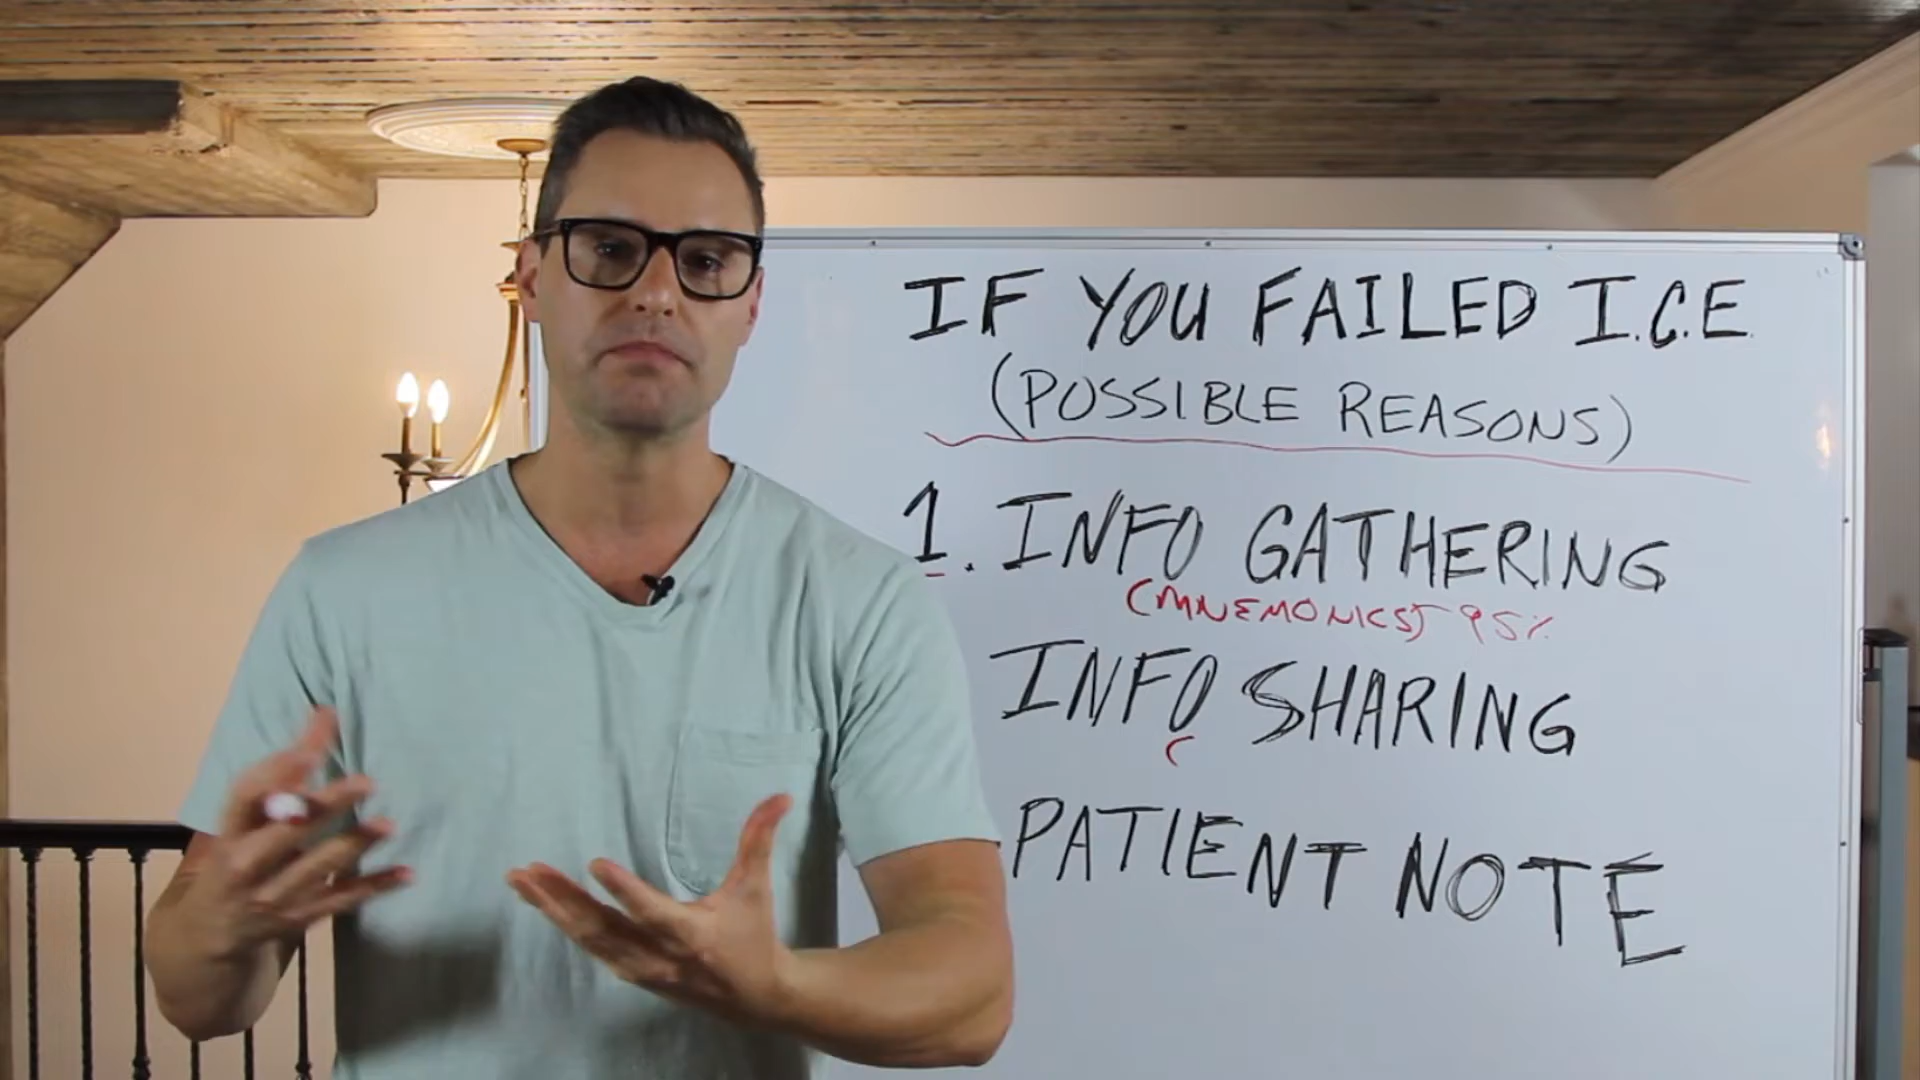 IF YOU FAILED I.C.E.
(POSSIBLE REASONS)
1. INFO GATHERING
(MNEMONICS) 95%
INFO SHARING
(
PATIENT NOTE